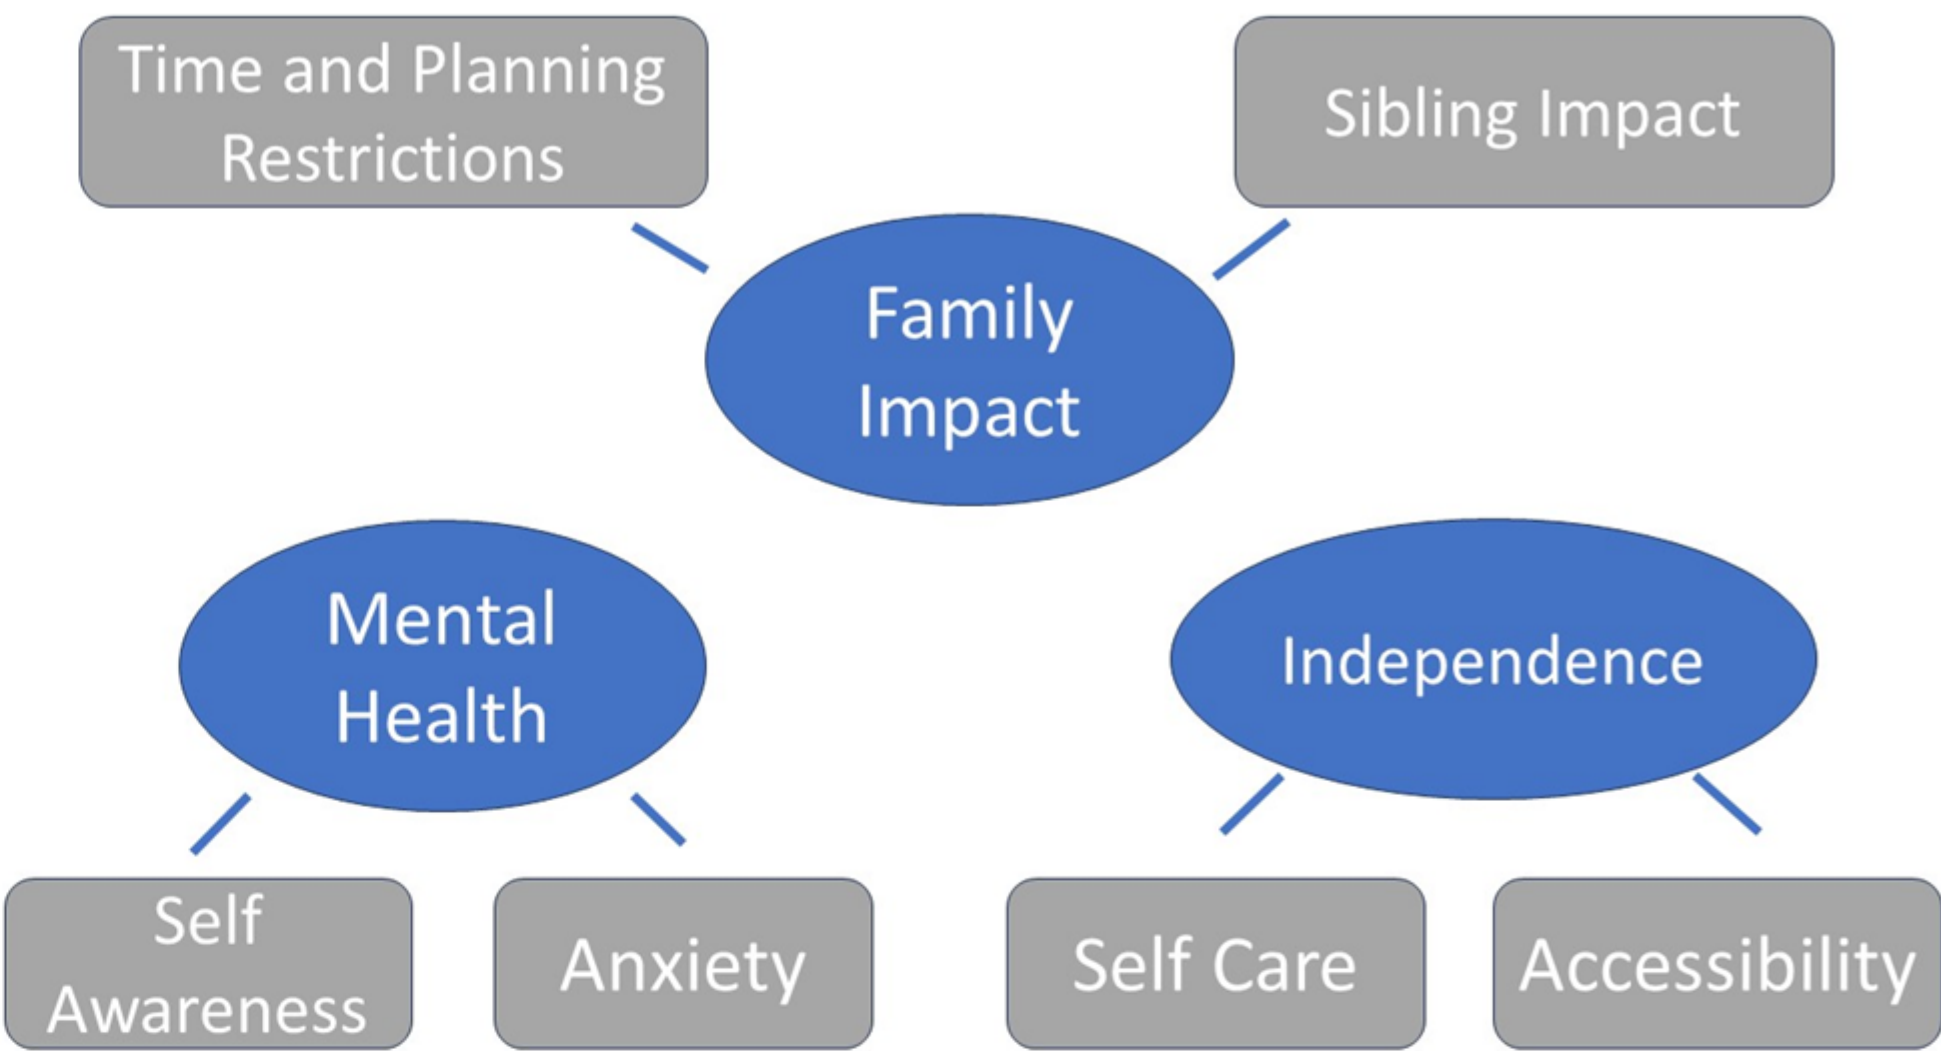 Time and Planning
Restrictions
Sibling Impact
Family
Impact
Mental
Health
Independence
Self
Awareness
Anxiety
Self Care
Accessibility